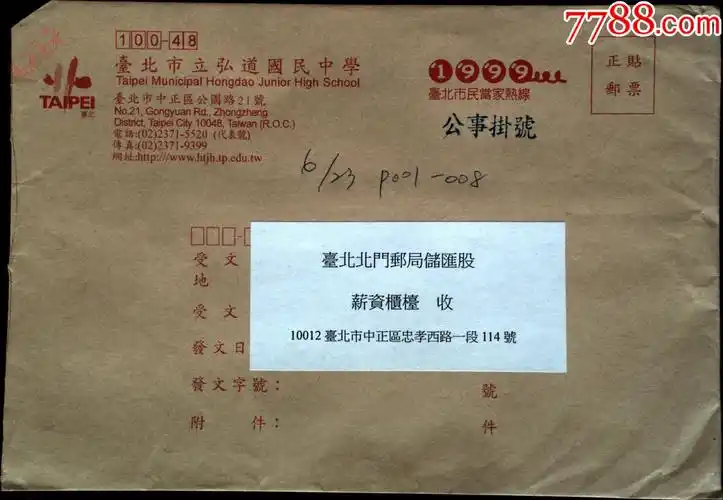 7788.com
100-48
臺北市立弘道國民中學
Taipei Municipal Hongdao Junior High School
臺北市中正區公園路21號
No.21, Gongyuan Rd., Zhongzheng
District, Taipei City 10048, Taiwan (R.O.C.)
電話:(02)2371-5520 (代表號)
傳真:(02)2371-9399
網址:http://www.htjh.tp.edu.tw
TAIPEI
臺北
1999
臺北市民當家熱線
正貼
郵票
公事掛號
6/23 p001-008
臺北北門郵局儲匯股
薪資櫃檯 收
10012 臺北市中正區忠孝西路一段 114 號
受文
地
受文
發文日
發文字號: 號
附件: 件